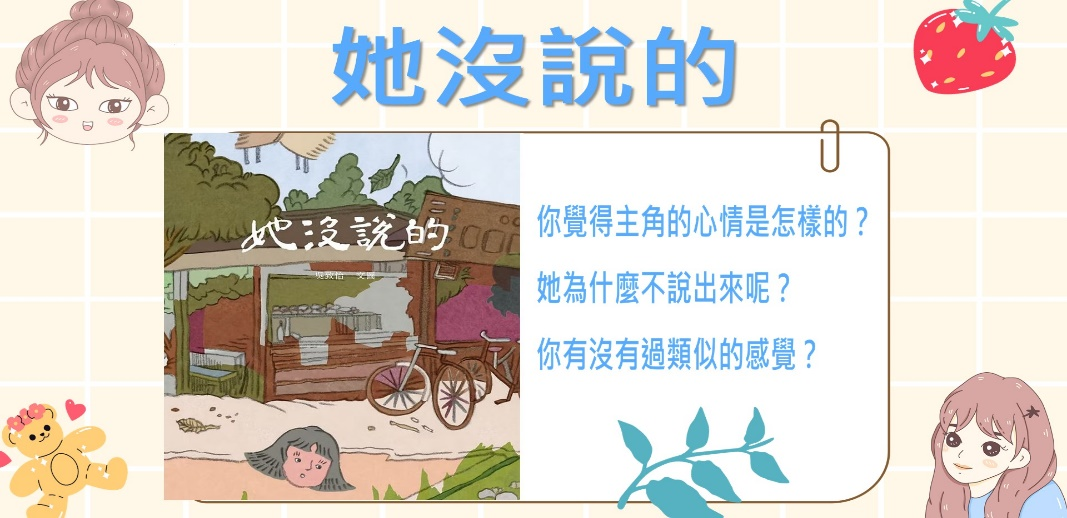 她沒說的
她沒說的
你覺得主角的心情是怎樣的？
她為什麼不說出來呢？
你有沒有過類似的感覺？